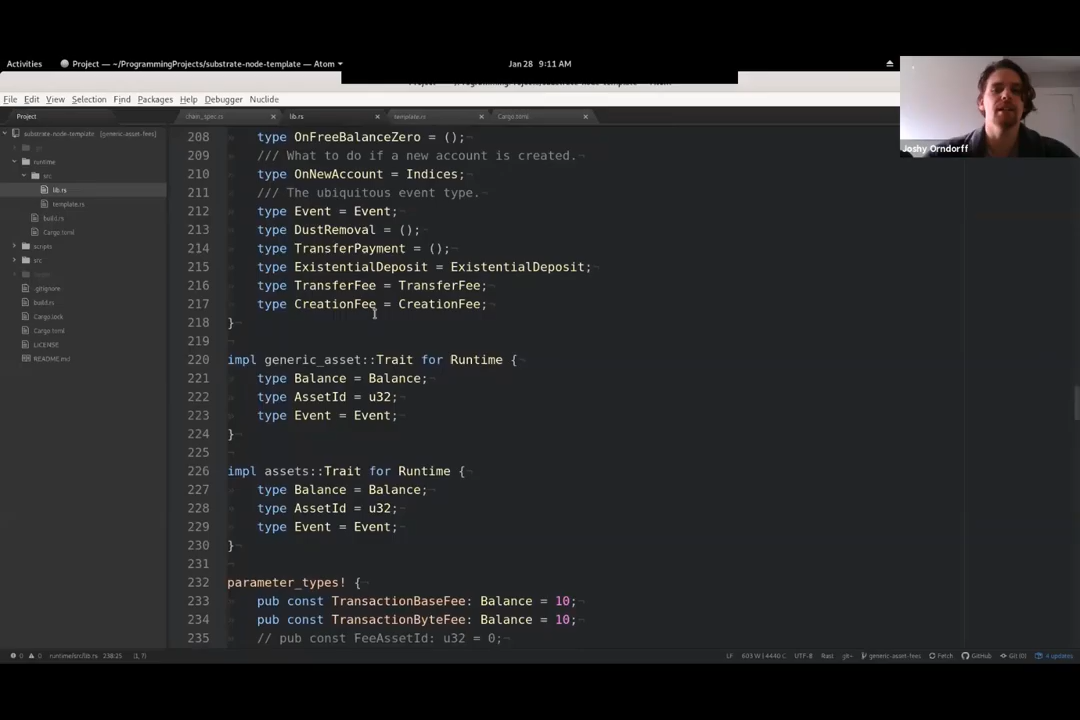 Activities
Project — ~/ProgrammingProjects/substrate-node-template — Atom
Jan 28 9:11 AM
File Edit View Selection Find Packages Help Debugger Nuclide
Joshy Orndorff
Project
chain_spec.rs
lib.rs
template.rs
Cargo.toml
substrate-node-template [generic-asset-fees]
runtime
src
lib.rs
template.rs
build.rs
Cargo.toml
scripts
src
.gitignore
build.rs
Cargo.lock
Cargo.toml
LICENSE
README.md
208 type OnFreeBalanceZero = ();
209 /// What to do if a new account is created.
210 type OnNewAccount = Indices;
211 /// The ubiquitous event type.
212 type Event = Event;
213 type DustRemoval = ();
214 type TransferPayment = ();
215 type ExistentialDeposit = ExistentialDeposit;
216 type TransferFee = TransferFee;
217 type CreationFee = CreationFee;
218 }
219
220 impl generic_asset::Trait for Runtime {
221 type Balance = Balance;
222 type AssetId = u32;
223 type Event = Event;
224 }
225
226 impl assets::Trait for Runtime {
227 type Balance = Balance;
228 type AssetId = u32;
229 type Event = Event;
230 }
231
232 parameter_types! {
233 pub const TransactionBaseFee: Balance = 10;
234 pub const TransactionByteFee: Balance = 10;
235 // pub const FeeAssetId: u32 = 0;
0 0 runtime/src/lib.rs 238:25 (1, 7)
LF 603 W | 4440 C UTF-8 Rust git+ generic-asset-fees Fetch GitHub Git (0) 4 updates